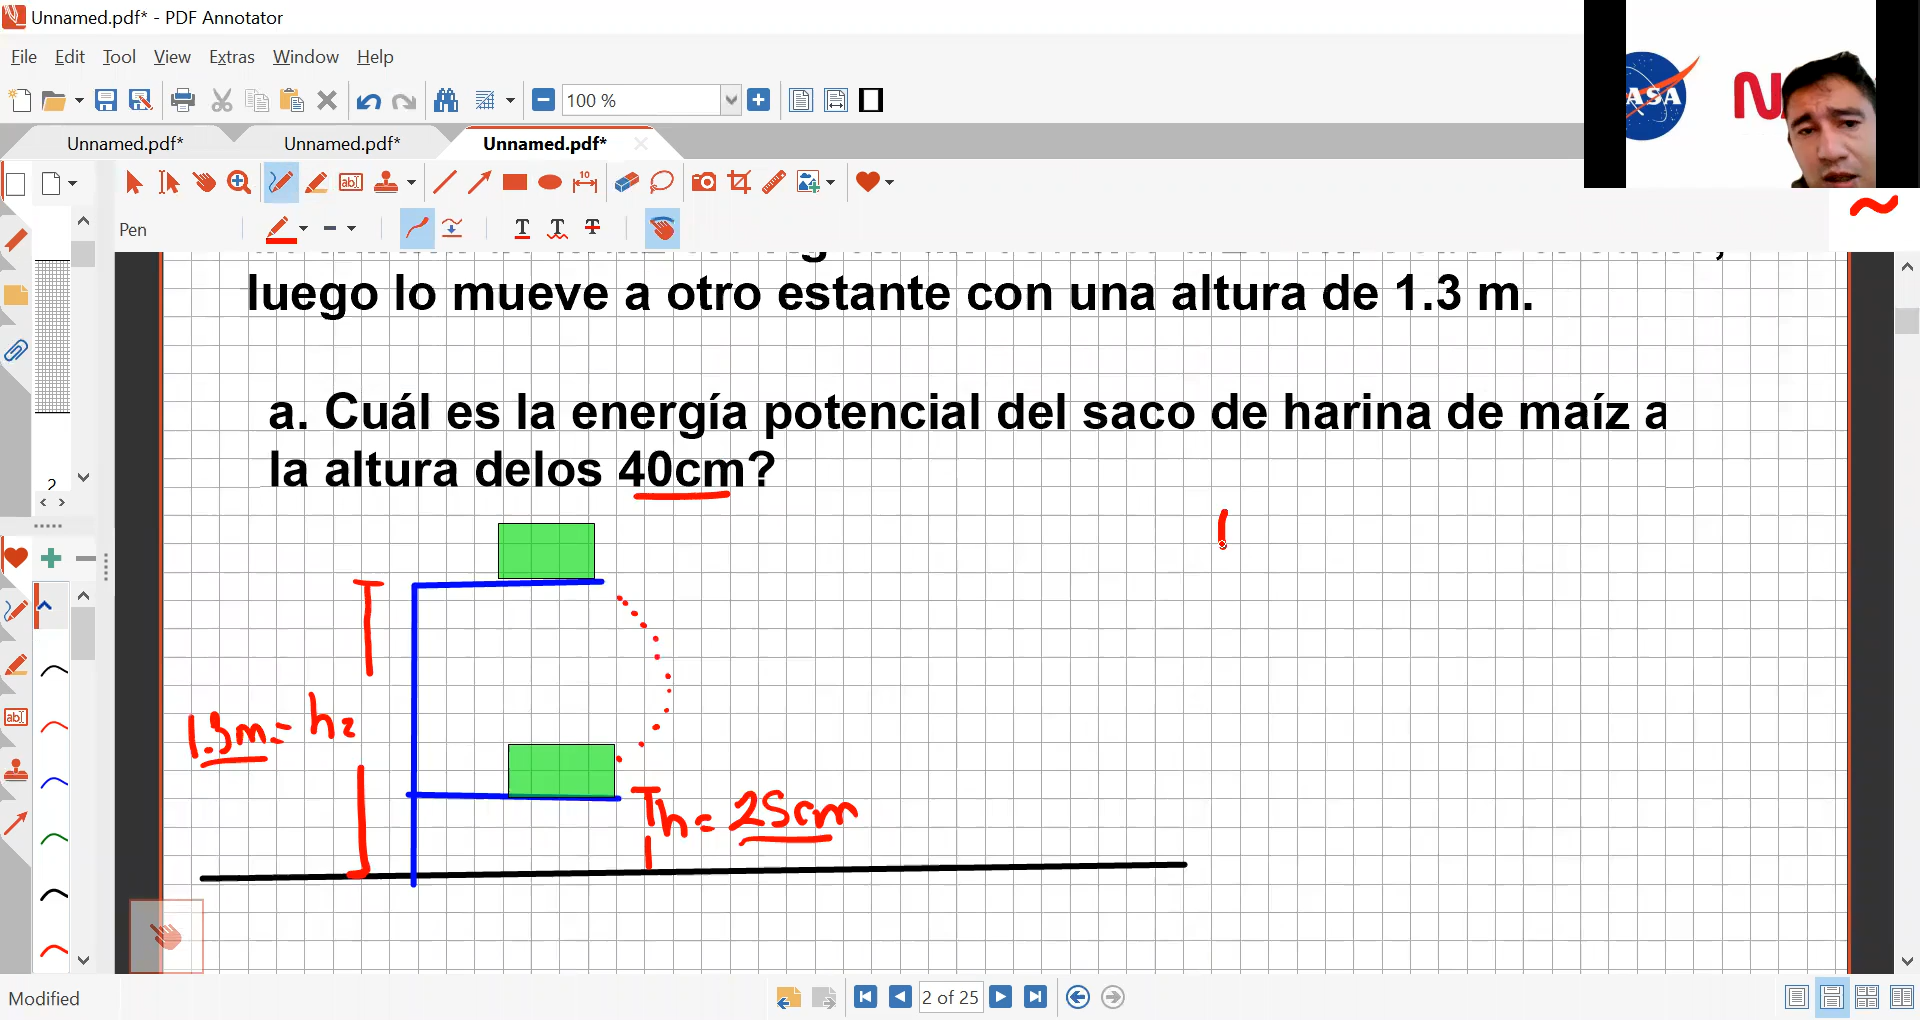 Unnamed.pdf* - PDF Annotator
File Edit Tool View Extras Window Help
100 %
Unnamed.pdf* Unnamed.pdf* Unnamed.pdf*
Pen
luego lo mueve a otro estante con una altura de 1.3 m.
a. Cuál es la energía potencial del saco de harina de maíz a
la altura delos 40cm?
2
1.3m = h2
h = 25cm
Modified
2 of 25